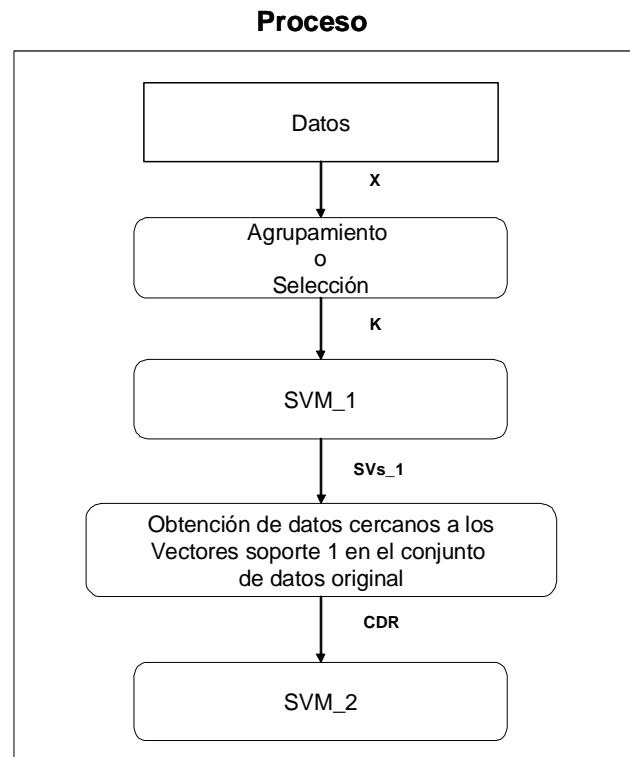 Proceso
Datos
X
Agrupamiento
o
Selección
K
SVM_1
SVs_1
Obtención de datos cercanos a los
Vectores soporte 1 en el conjunto
de datos original
CDR
SVM_2